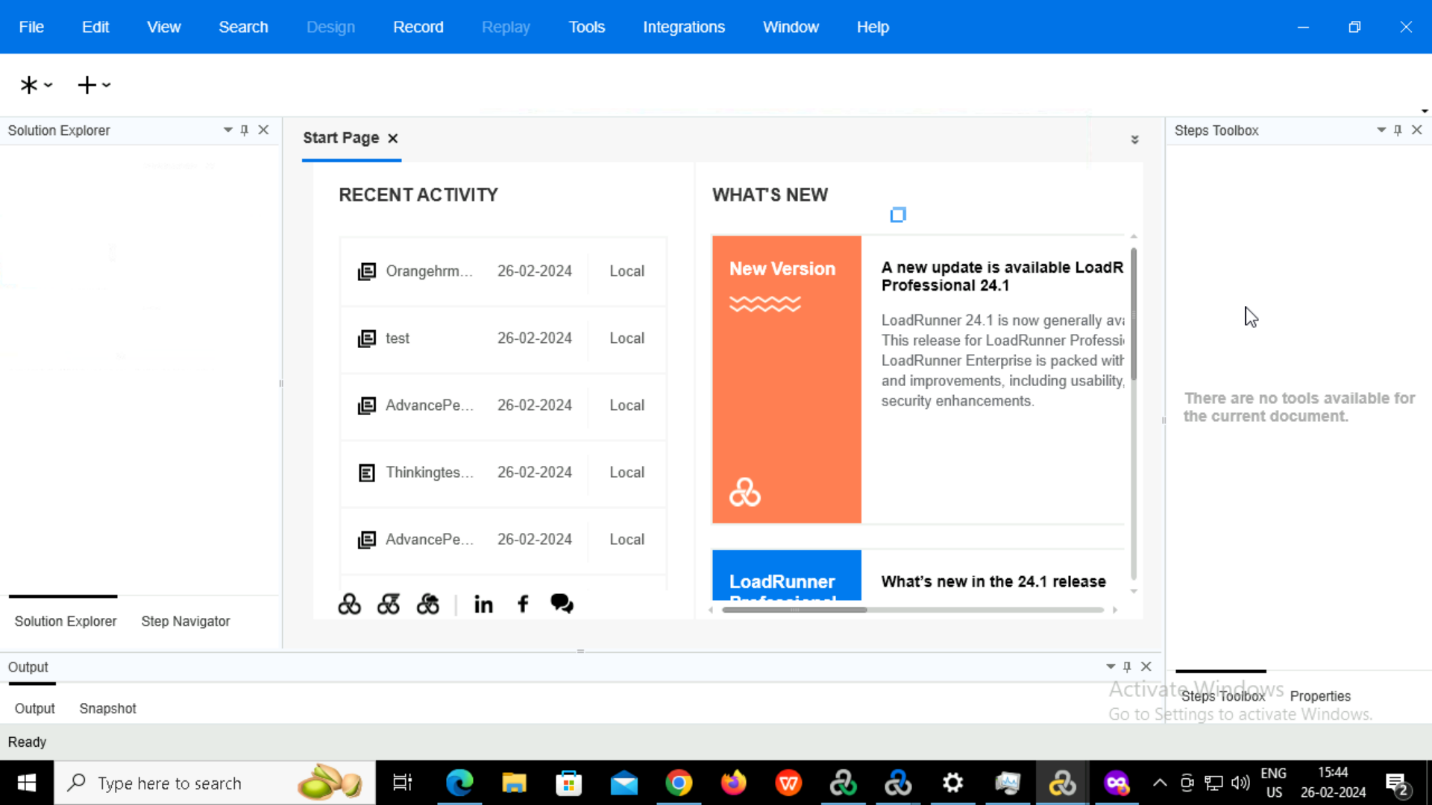 File Edit View Search Design Record Replay Tools Integrations Window Help
Solution Explorer
Start Page
Steps Toolbox
RECENT ACTIVITY
Orangehrm... 26-02-2024 Local
test 26-02-2024 Local
AdvancePe... 26-02-2024 Local
Thinkingtes... 26-02-2024 Local
AdvancePe... 26-02-2024 Local
WHAT'S NEW
New Version
A new update is available LoadR
Professional 24.1
LoadRunner 24.1 is now generally ava
This release for LoadRunner Professi
LoadRunner Enterprise is packed with
and improvements, including usability,
security enhancements.
LoadRunner
Professional
What's new in the 24.1 release
There are no tools available for
the current document.
Solution Explorer Step Navigator
Output
Output Snapshot
Steps Toolbox Properties
Activate Windows
Go to Settings to activate Windows.
Ready
Type here to search
ENG
US
15:44
26-02-2024
2